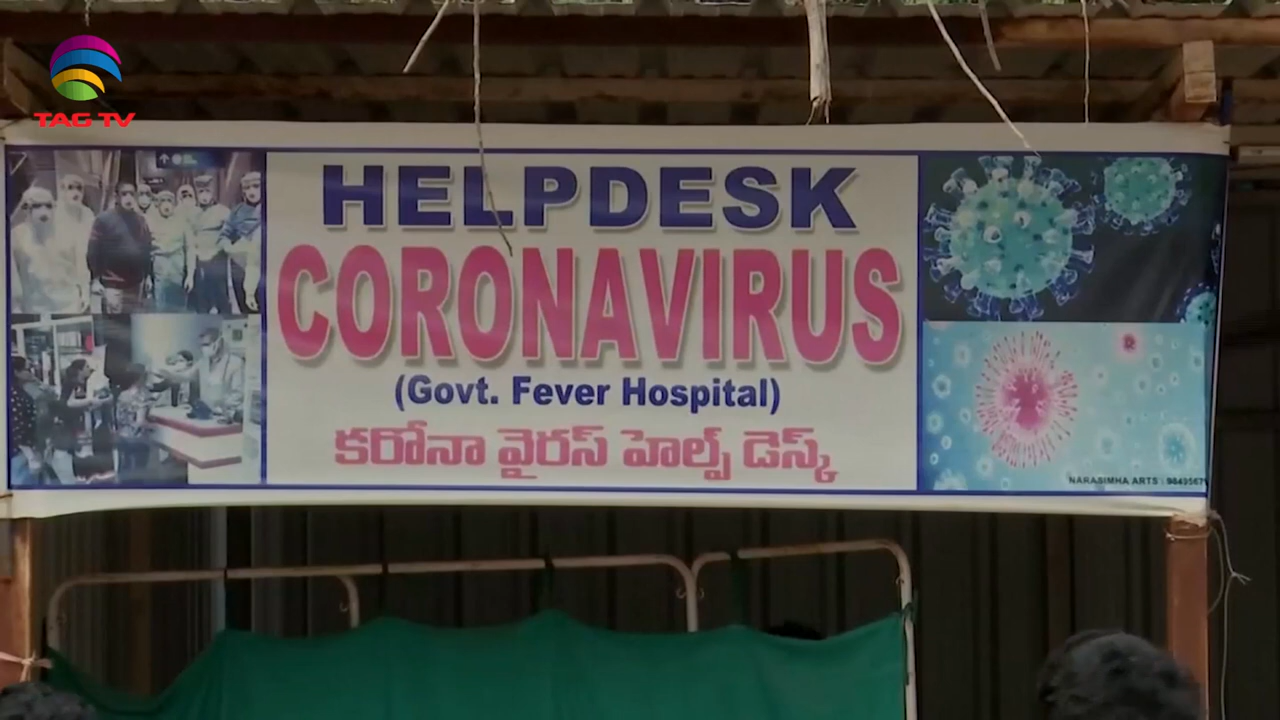 TAG TV
HELPDESK
CORONAVIRUS
(Govt. Fever Hospital)
కరోనా వైరస్ హెల్ప్ డెస్క్
NARASIMHA ARTS :